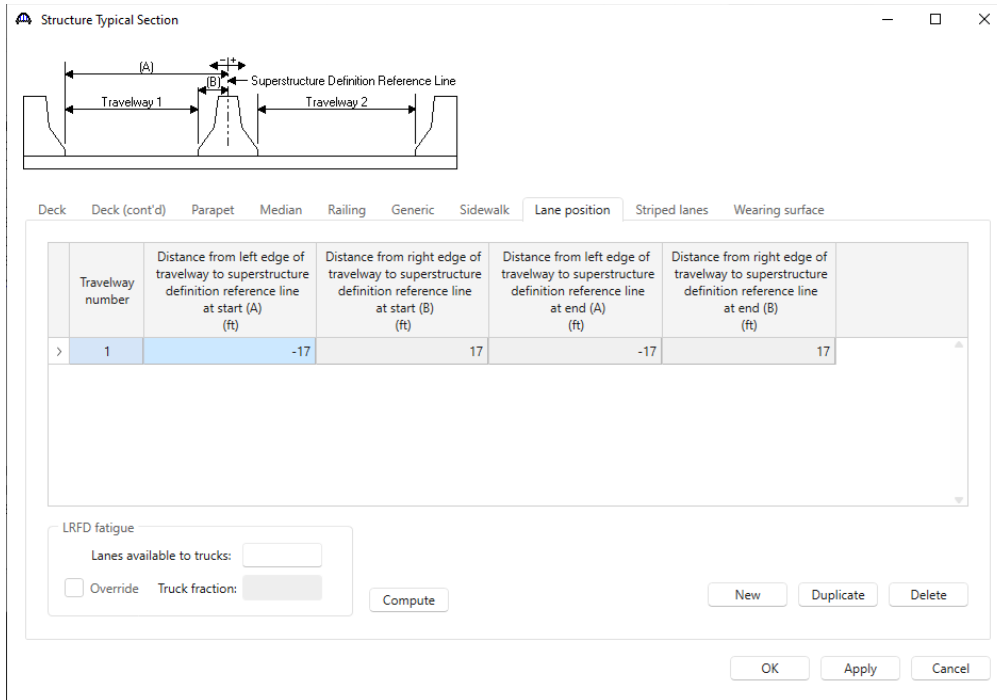 Structure Typical Section
(A)
-|+
(B)
Superstructure Definition Reference Line
Travelway 1
Travelway 2
Deck Deck (cont'd) Parapet Median Railing Generic Sidewalk Lane position Striped lanes Wearing surface
Travelway
number
Distance from left edge of
travelway to superstructure
definition reference line
at start (A)
(ft)
Distance from right edge of
travelway to superstructure
definition reference line
at start (B)
(ft)
Distance from left edge of
travelway to superstructure
definition reference line
at end (A)
(ft)
Distance from right edge of
travelway to superstructure
definition reference line
at end (B)
(ft)
1 -17 17 -17 17
LRFD fatigue
Lanes available to trucks:
Override Truck fraction:
Compute
New Duplicate Delete
OK Apply Cancel